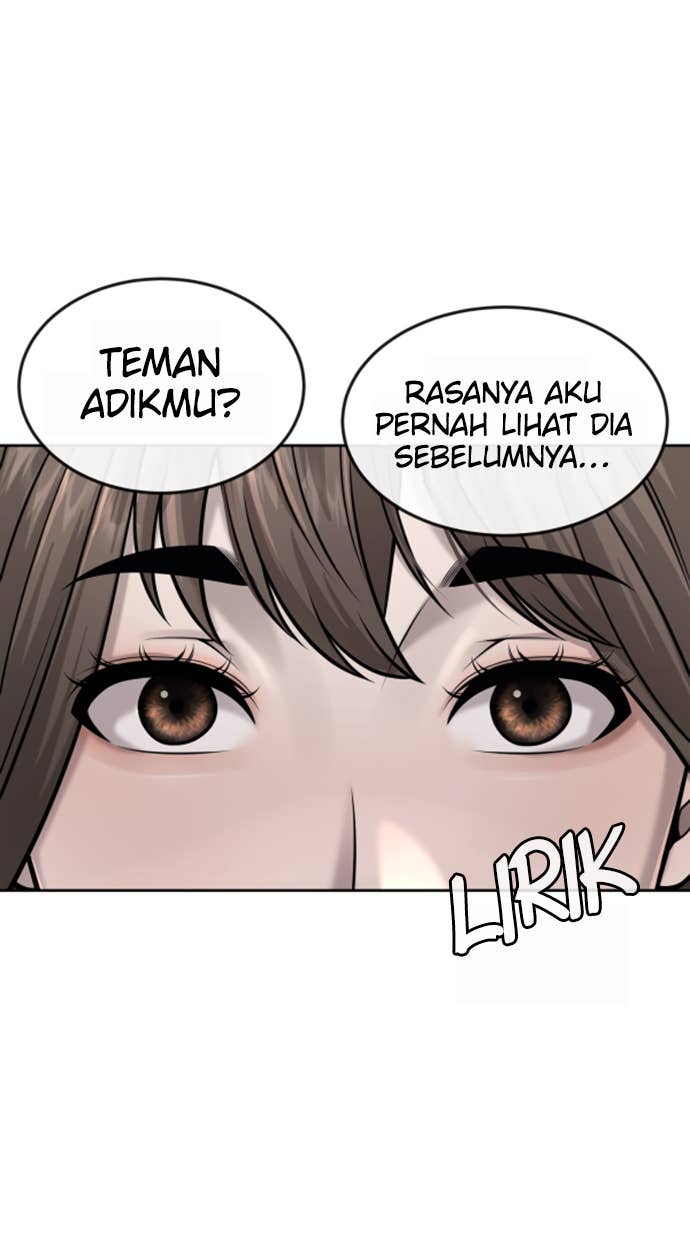 TEMAN
ADIKMU?
RASANYA AKU
PERNAH LIHAT DIA
SEBELUMNYA...
LIRIK